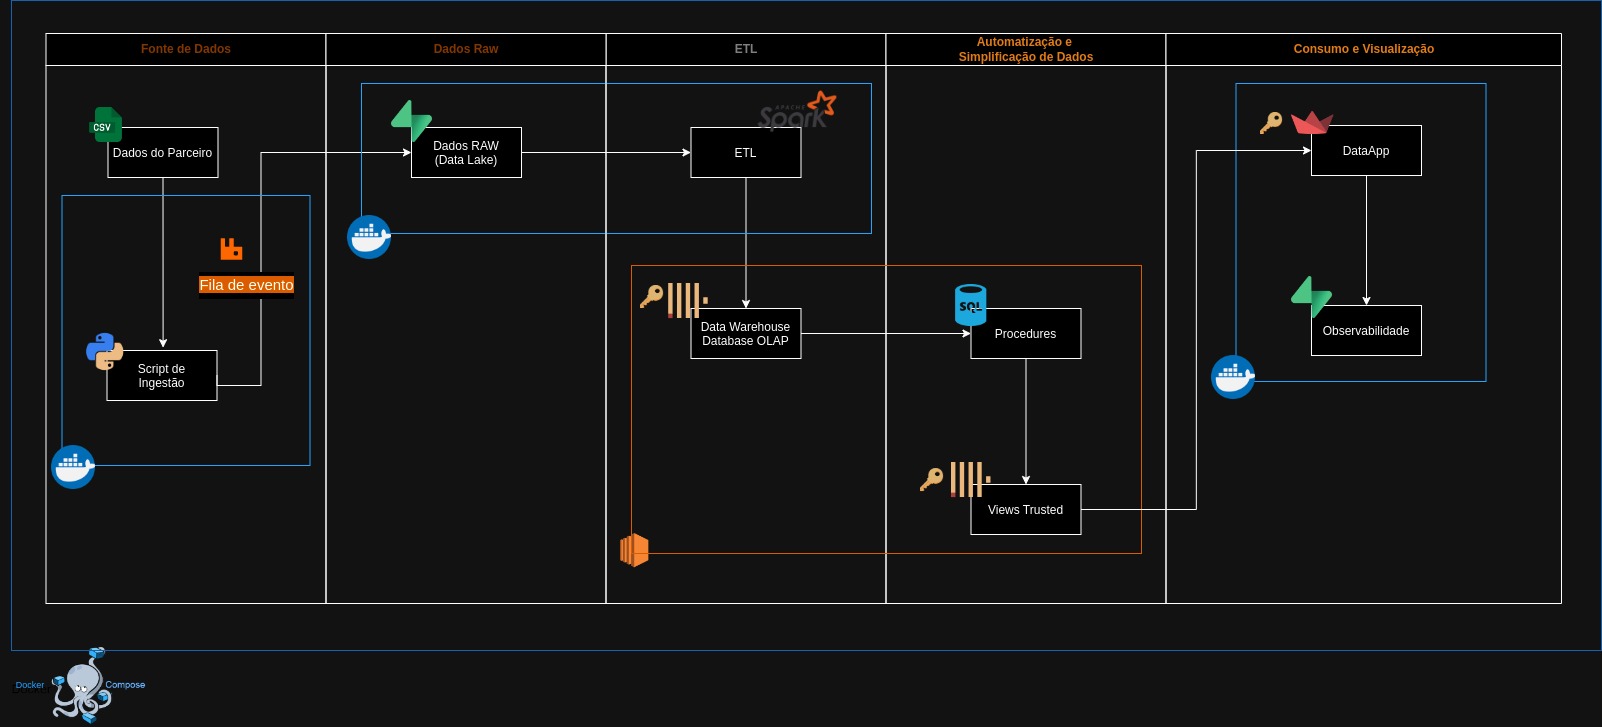 Fonte de Dados
Dados Raw
ETL
Automatização e
Simplificação de Dados
Consumo e Visualização
CSV
Dados do Parceiro
Fila de evento
Script de
Ingestão
Dados RAW
(Data Lake)
APACHE
Spark
ETL
Data Warehouse
Database OLAP
SQL
Procedures
Views Trusted
DataApp
Observabilidade
Docker
Compose